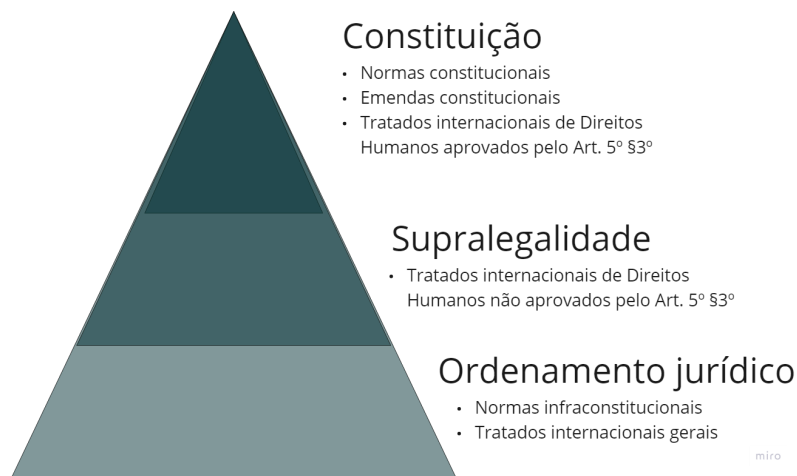 Constituição
• Normas constitucionais
• Emendas constitucionais
• Tratados internacionais de Direitos
Humanos aprovados pelo Art. 5º §3º
Supralegalidade
• Tratados internacionais de Direitos
Humanos não aprovados pelo Art. 5º §3º
Ordenamento jurídico
• Normas infraconstitucionais
• Tratados internacionais gerais
miro